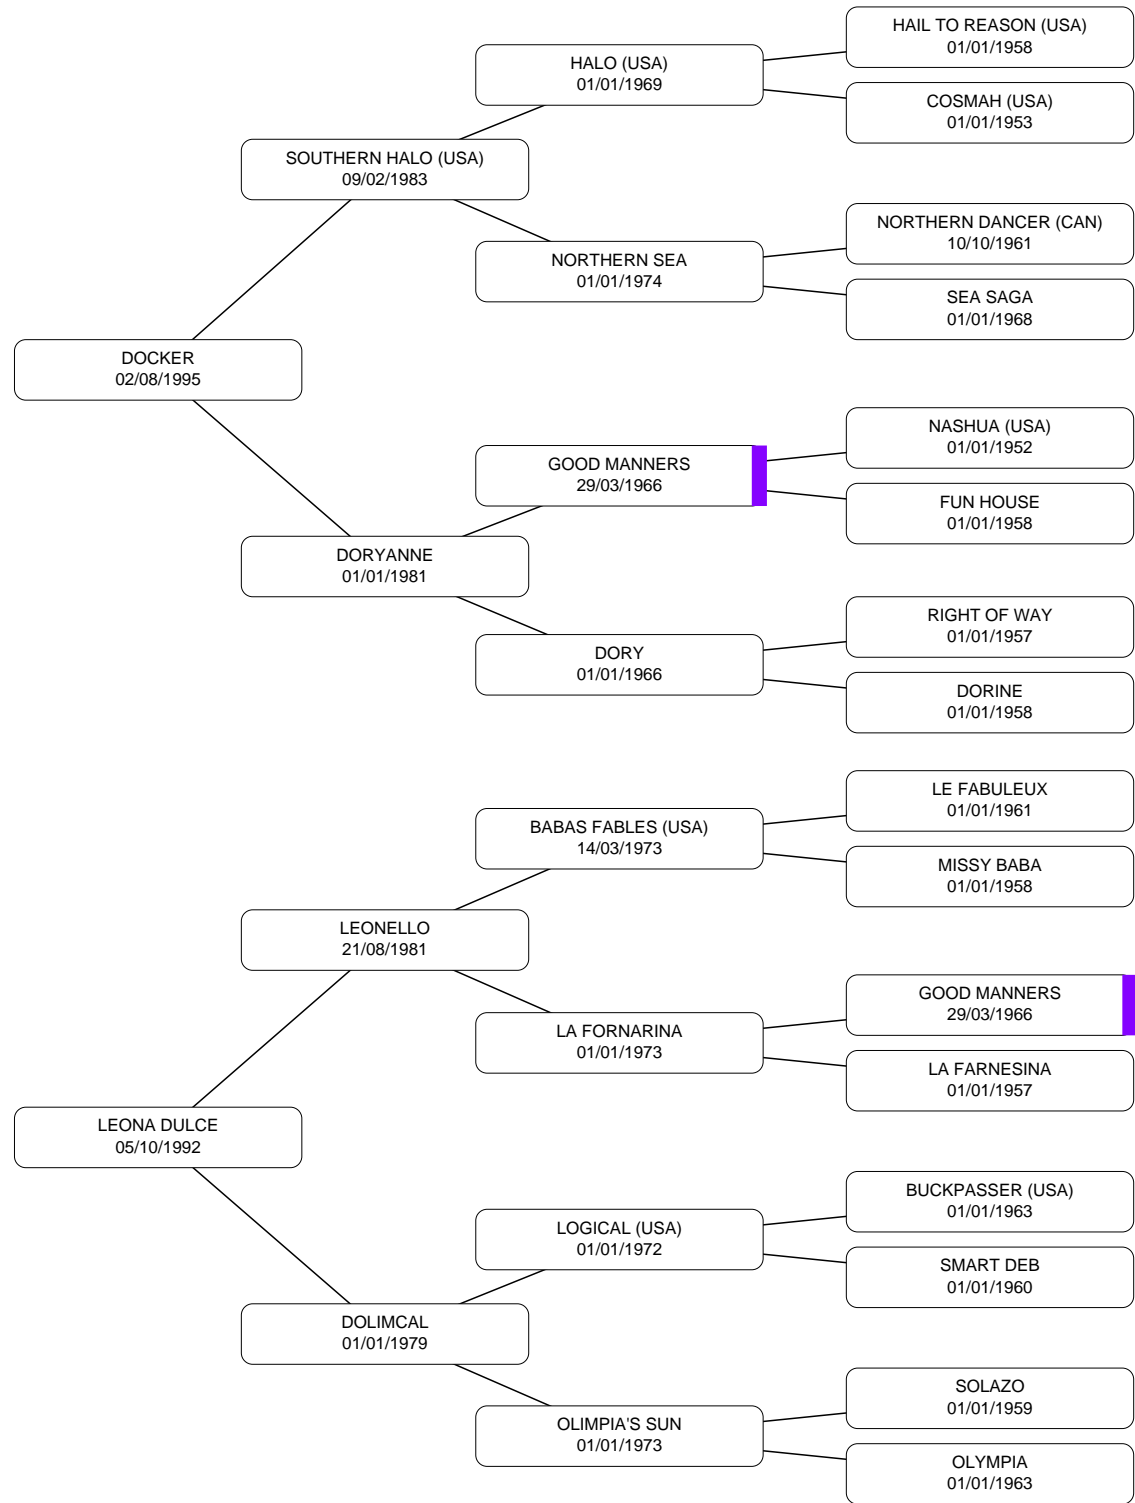 HAIL TO REASON (USA)
01/01/1958
HALO (USA)
01/01/1969
COSMAH (USA)
01/01/1953
SOUTHERN HALO (USA)
09/02/1983
NORTHERN DANCER (CAN)
10/10/1961
NORTHERN SEA
01/01/1974
SEA SAGA
01/01/1968
DOCKER
02/08/1995
NASHUA (USA)
01/01/1952
GOOD MANNERS
29/03/1966
FUN HOUSE
01/01/1958
DORYANNE
01/01/1981
RIGHT OF WAY
01/01/1957
DORY
01/01/1966
DORINE
01/01/1958
LE FABULEUX
01/01/1961
BABAS FABLES (USA)
14/03/1973
MISSY BABA
01/01/1958
LEONELLO
21/08/1981
GOOD MANNERS
29/03/1966
LA FORNARINA
01/01/1973
LA FARNESINA
01/01/1957
LEONA DULCE
05/10/1992
BUCKPASSER (USA)
01/01/1963
LOGICAL (USA)
01/01/1972
SMART DEB
01/01/1960
DOLIMCAL
01/01/1979
SOLAZO
01/01/1959
OLIMPIA'S SUN
01/01/1973
OLYMPIA
01/01/1963